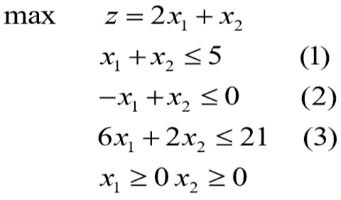 max z = 2x₁ + x₂
x₁ + x₂ ≤ 5 (1)
−x₁ + x₂ ≤ 0 (2)
6x₁ + 2x₂ ≤ 21 (3)
x₁ ≥ 0 x₂ ≥ 0